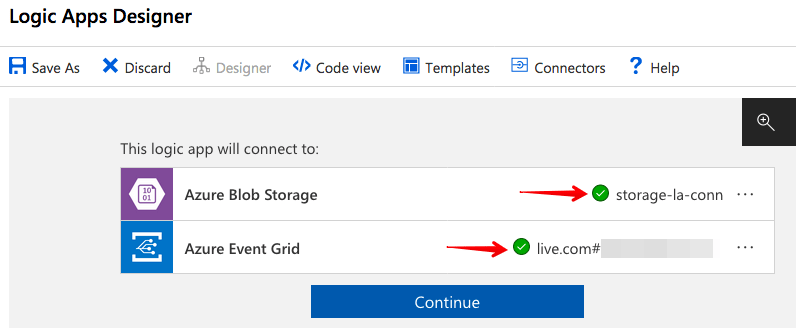 Logic Apps Designer
Save As Discard Designer Code view Templates Connectors ? Help
This logic app will connect to:
10
01
Azure Blob Storage storage-la-conn ...
Azure Event Grid live.com# ...
Continue